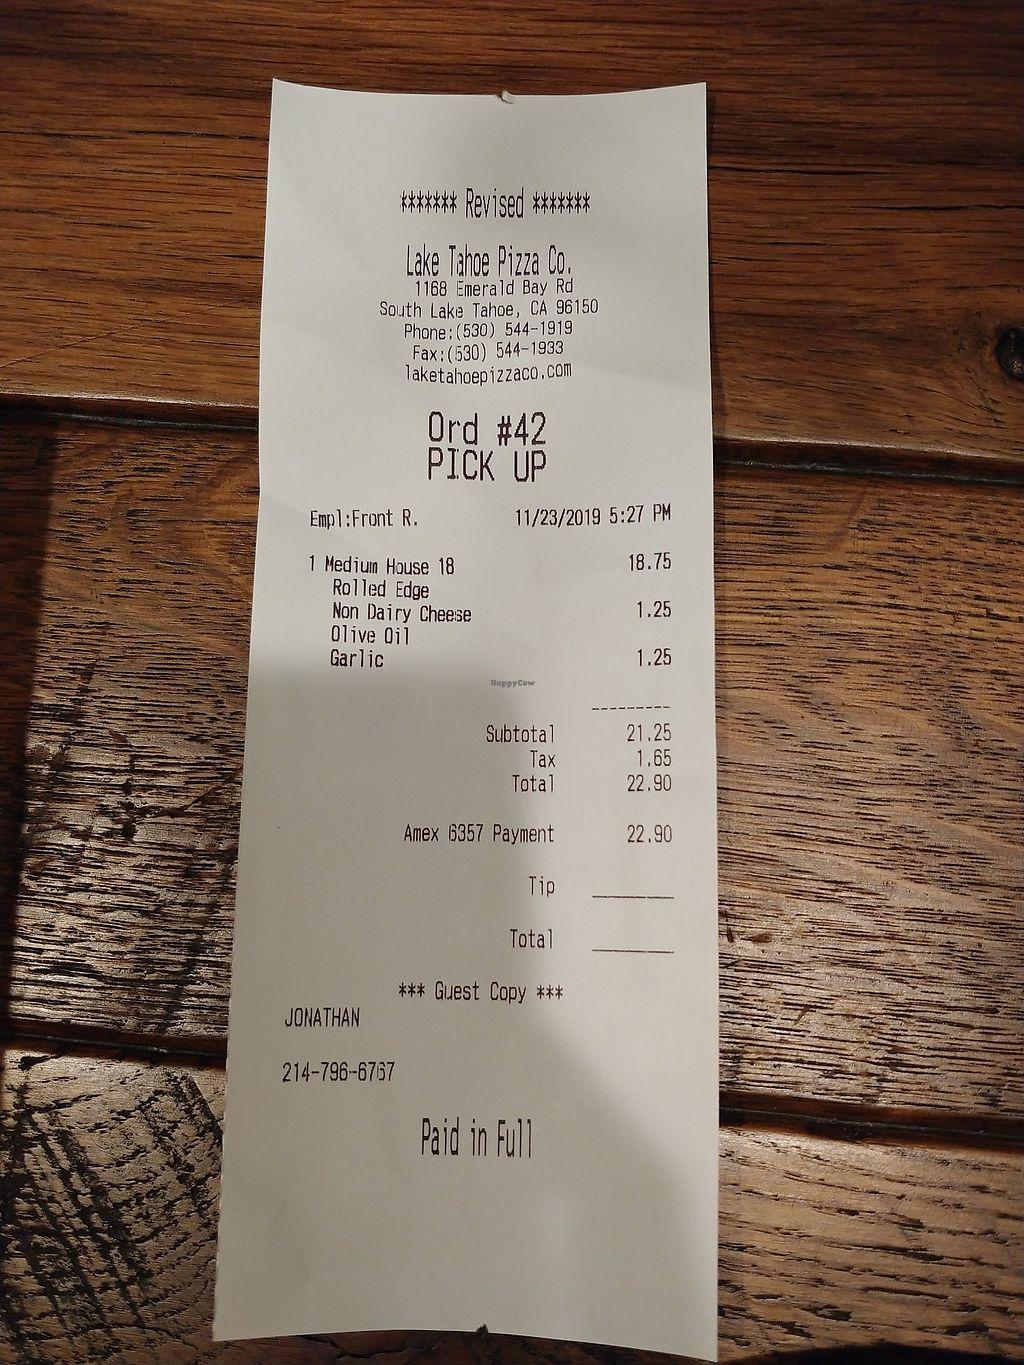 ******* Revised *******
Lake Tahoe Pizza Co.
1168 Emerald Bay Rd
South Lake Tahoe, CA 96150
Phone:(530) 544-1919
Fax:(530) 544-1933
laketahoepizzaco.com
Ord #42
PICK UP
Empl:Front R. 11/23/2019 5:27 PM
1 Medium House 18 18.75
Rolled Edge
Non Dairy Cheese 1.25
Olive Oil
Garlic 1.25
HappyCow
---------
Subtotal 21.25
Tax 1.65
Total 22.90
Amex 6357 Payment 22.90
Tip ________
Total ________
*** Guest Copy ***
JONATHAN
214-796-6767
Paid in Full